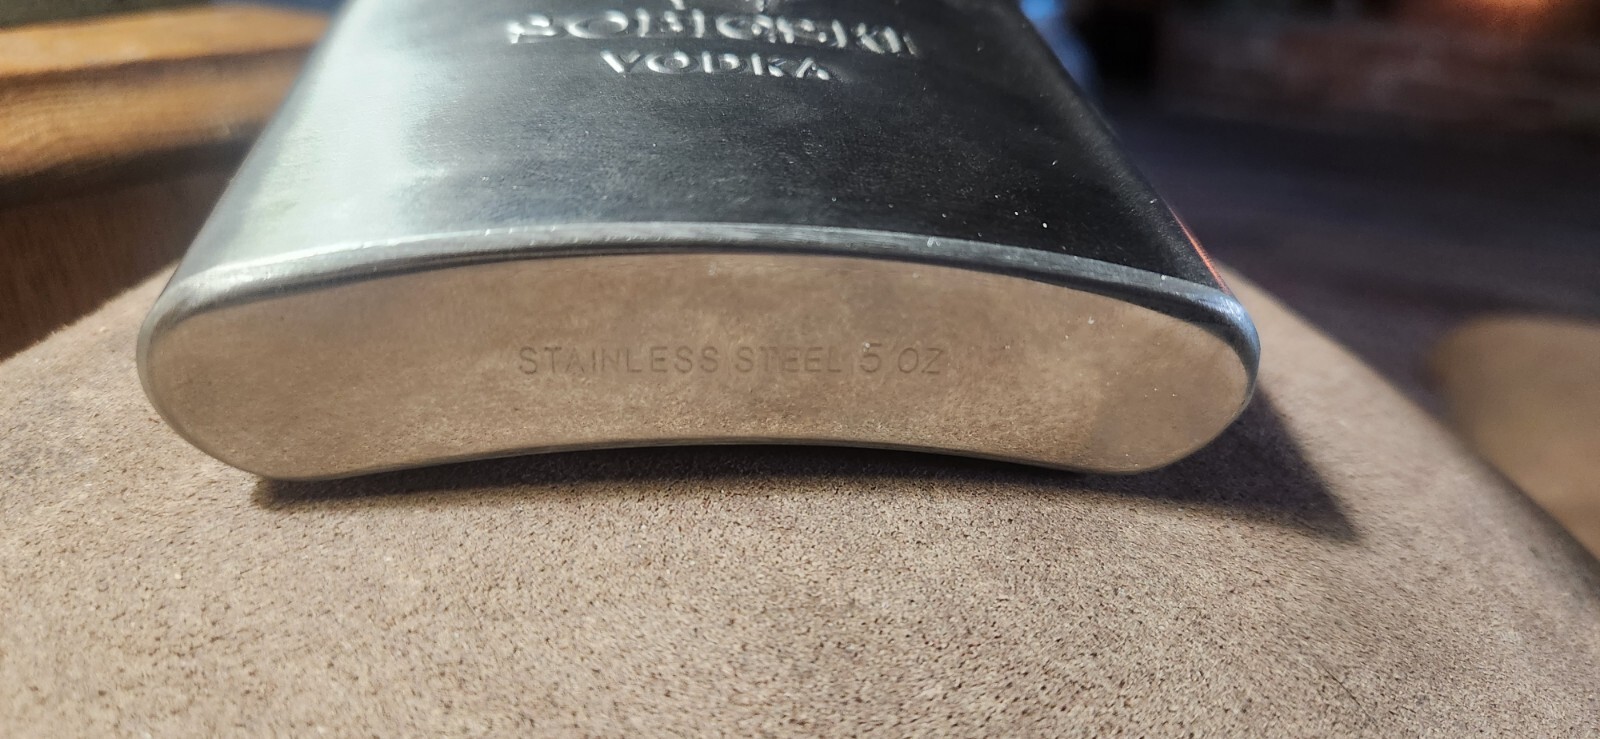 SOBIESKI
VODKA
STAINLESS STEEL 5 OZ